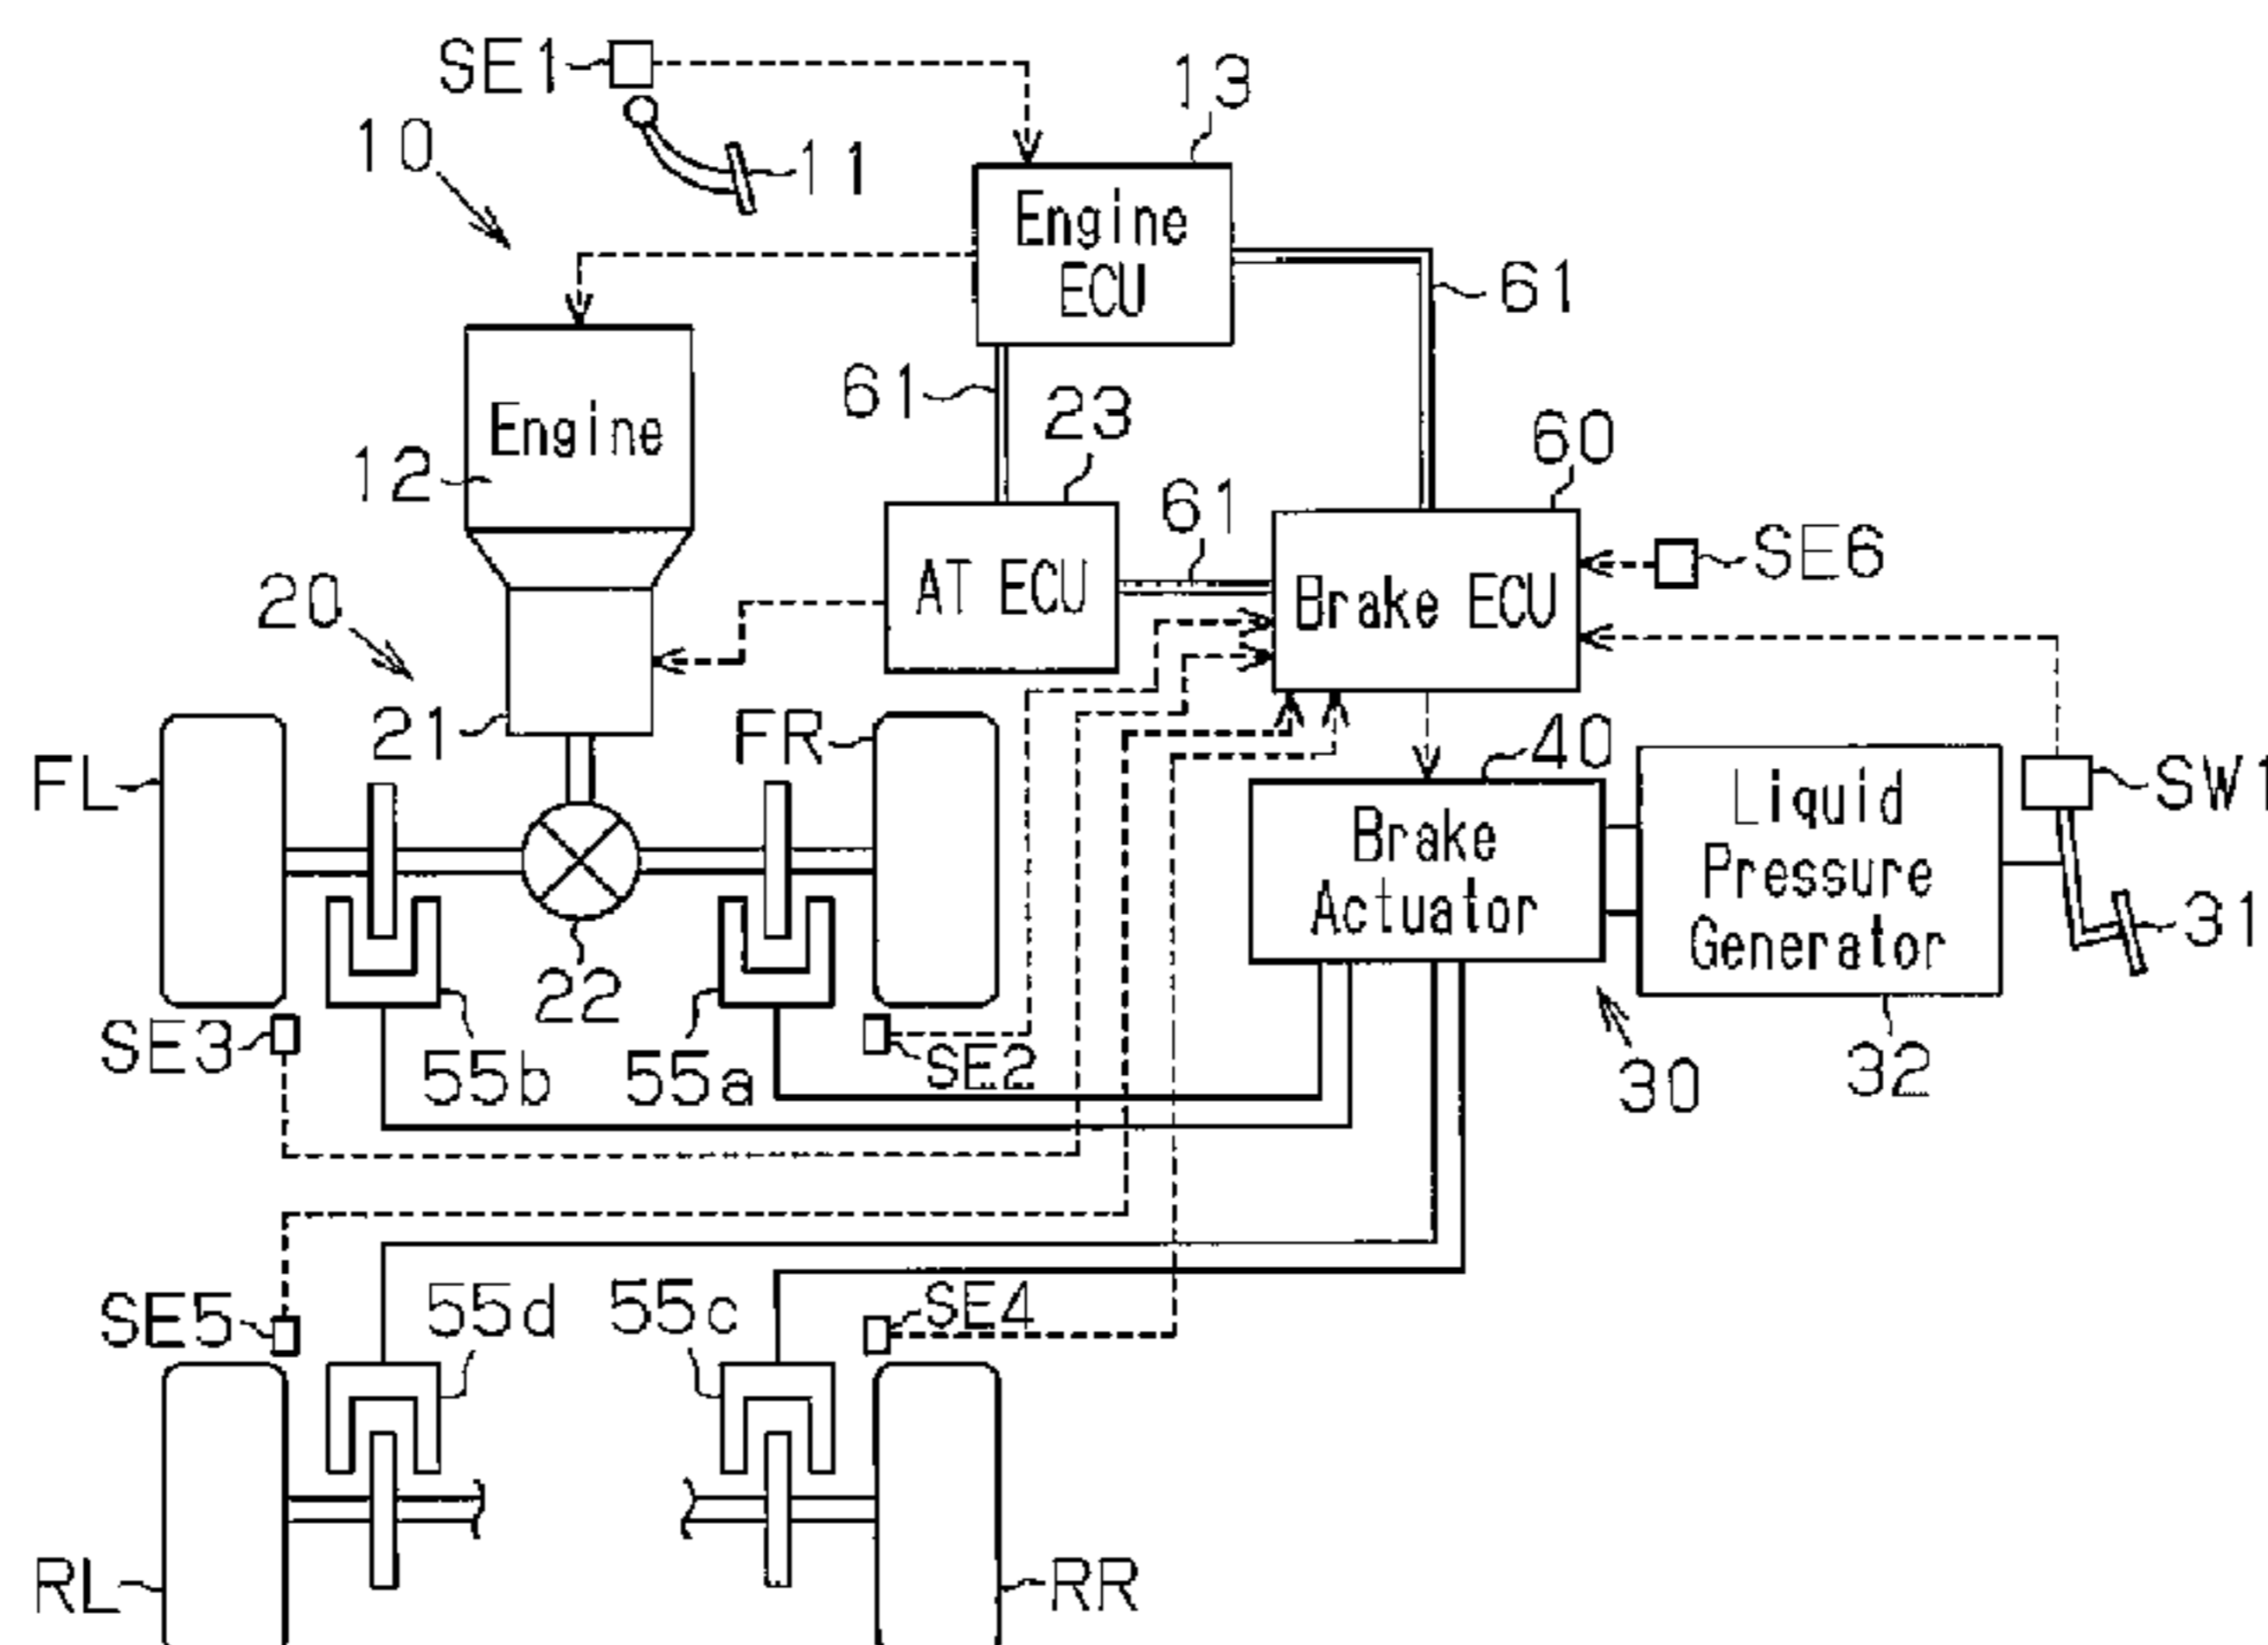 SE1
13
10
11
Engine
ECU
61
61
23
Engine
12
60
61
SE6
AT ECU
Brake ECU
20
21
FR
40
FL
SW1
Liquid
Pressure
Generator
Brake
Actuator
31
22
SE3
55b
55a
SE2
30
32
SE5
55d
55c
SE4
RL
RR